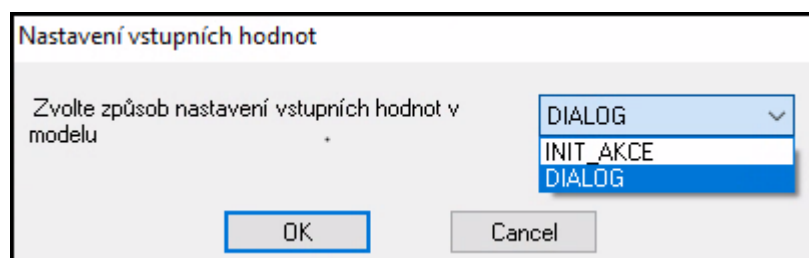 Nastavení vstupních hodnot
Zvolte způsob nastavení vstupních hodnot v
modelu
DIALOG
INIT_AKCE
DIALOG
OK
Cancel